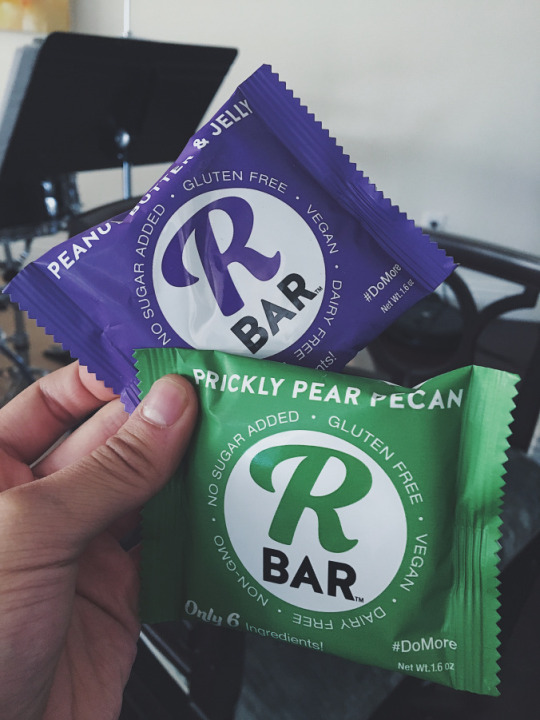 PEANUT BUTTER & JELLY
NO SUGAR ADDED • GLUTEN FREE • VEGAN • DAIRY FREE
R
BAR™
#DoMore
Net Wt.1.6 oz
PRICKLY PEAR PECAN
NON-GMO • NO SUGAR ADDED • GLUTEN FREE • VEGAN • DAIRY FREE •
R
BAR™
Only 6 Ingredients!
#DoMore
Net Wt.1.6 oz